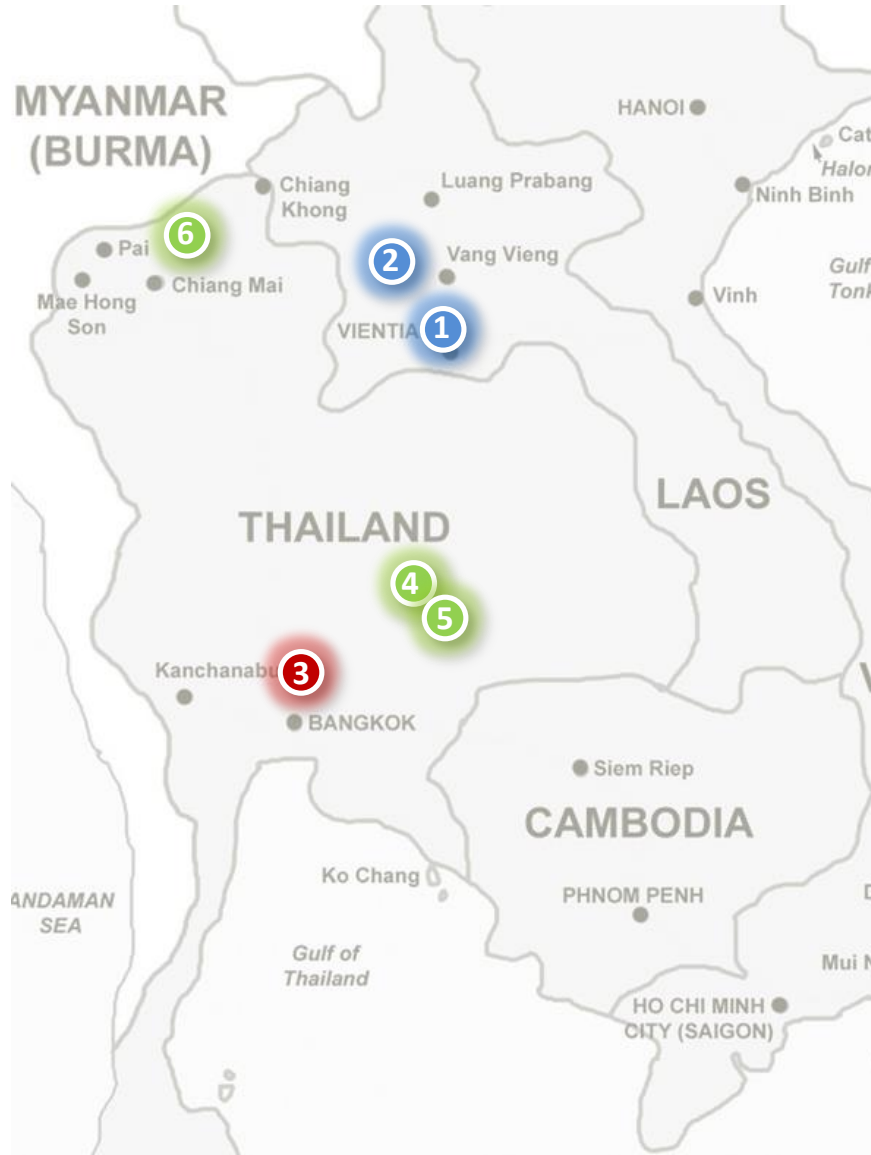 MYANMAR
(BURMA)
HANOI
Cat
Halon
Ninh Binh
Chiang
Khong
Luang Prabang
6
Pai
2
Vang Vieng
Gulf
Tonk
Chiang Mai
Mae Hong
Son
Vinh
VIENTIA
1
LAOS
THAILAND
4
5
Kanchanabu
3
BANGKOK
Siem Riep
CAMBODIA
Ko Chang
PHNOM PENH
ANDAMAN
SEA
Gulf of
Thailand
Mui N
HO CHI MINH
CITY (SAIGON)